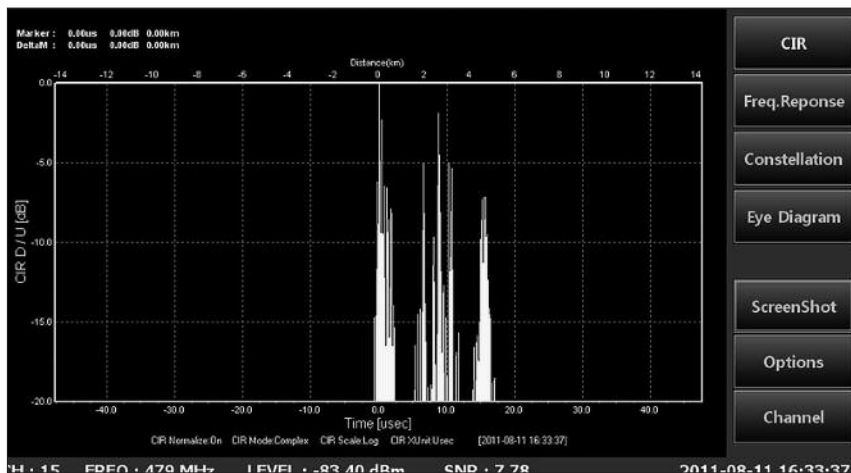 Marker : 0.00us 0.00dB 0.00km
DeltaM : 0.00us 0.00dB 0.00km
Distance(km)
-14 -12 -10 -8 -6 -4 -2 0 2 4 6 8 10 12 14
0.0
-5.0
-10.0
-15.0
-20.0
CIR D / U [dB]
-40.0 -30.0 -20.0 -10.0 0.0 10.0 20.0 30.0 40.0
Time [usec]
CIR Normalize:On CIR Mode:Complex CIR Scale:Log CIR XUnit:Usec [2011-08-11 16:33:37]
CIR
Freq.Reponse
Constellation
Eye Diagram
ScreenShot
Options
Channel
CH : 15 FREQ : 479 MHz LEVEL : -83.40 dBm SNR : 7.78 2011-08-11 16:33:37